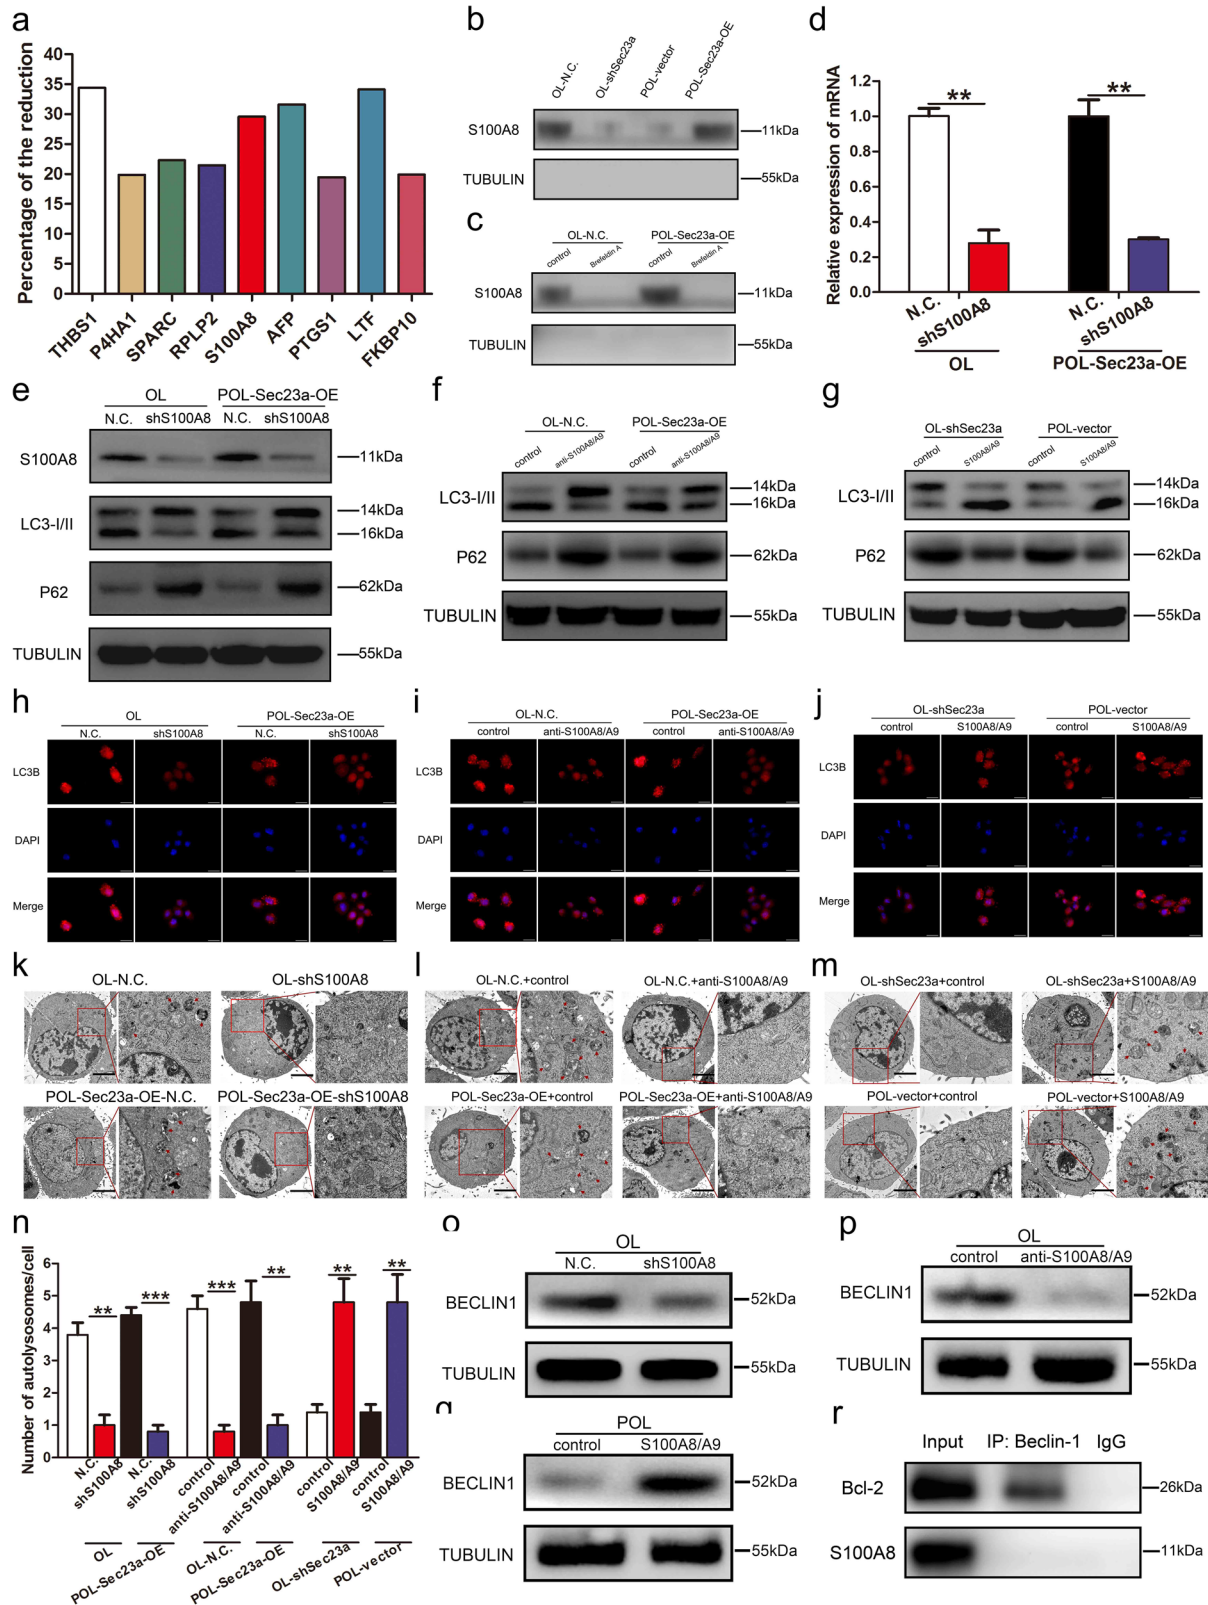 a
Percentage of the reduction
40
35
30
25
20
15
10
5
0
THBS1
P4HA1
SPARC
RPLP2
S100A8
AFP
PTGS1
LTF
FKBP10
b
OL-N.C.
OL-shSec23a
POL-vector
POL-Sec23a-OE
S100A8
11kDa
TUBULIN
55kDa
c
OL-N.C. POL-Sec23a-OE
control Brefeldin A control Brefeldin A
S100A8
11kDa
TUBULIN
55kDa
d
Relative expression of mRNA
1.2
1.0
0.8
0.6
0.4
0.2
0.0
** **
N.C. N.C.
shS100A8 shS100A8
OL POL-Sec23a-OE
e
OL POL-Sec23a-OE
N.C. shS100A8 N.C. shS100A8
S100A8
11kDa
LC3-I/II
14kDa
16kDa
P62
62kDa
TUBULIN
55kDa
f
OL-N.C. POL-Sec23a-OE
control anti-S100A8/A9 control anti-S100A8/A9
LC3-I/II
14kDa
16kDa
P62
62kDa
TUBULIN
55kDa
g
OL-shSec23a POL-vector
control S100A8/A9 control S100A8/A9
LC3-I/II
14kDa
16kDa
P62
62kDa
TUBULIN
55kDa
h
OL POL-Sec23a-OE
N.C. shS100A8 N.C. shS100A8
LC3B
DAPI
Merge
i
OL-N.C. POL-Sec23a-OE
control anti-S100A8/A9 control anti-S100A8/A9
LC3B
DAPI
Merge
j
OL-shSec23a POL-vector
control S100A8/A9 control S100A8/A9
LC3B
DAPI
Merge
k
OL-N.C. OL-shS100A8
POL-Sec23a-OE-N.C. POL-Sec23a-OE-shS100A8
l
OL-N.C.+control OL-N.C.+anti-S100A8/A9
POL-Sec23a-OE+control POL-Sec23a-OE+anti-S100A8/A9
m
OL-shSec23a+control OL-shSec23a+S100A8/A9
POL-vector+control POL-vector+S100A8/A9
n
Number of autolysosomes/cell
6
5
4
3
2
1
0
** *** *** ** ** **
N.C.
shS100A8
N.C.
shS100A8
control
anti-S100A8/A9
control
anti-S100A8/A9
control
S100A8/A9
control
S100A8/A9
OL
POL-Sec23a-OE
OL-N.C.
POL-Sec23a-OE
OL-shSec23a
POL-vector
o
OL
N.C. shS100A8
BECLIN1
52kDa
TUBULIN
55kDa
p
OL
control anti-S100A8/A9
BECLIN1
52kDa
TUBULIN
55kDa
q
POL
control S100A8/A9
BECLIN1
52kDa
TUBULIN
55kDa
r
Input IP: Beclin-1 IgG
Bcl-2
26kDa
S100A8
11kDa